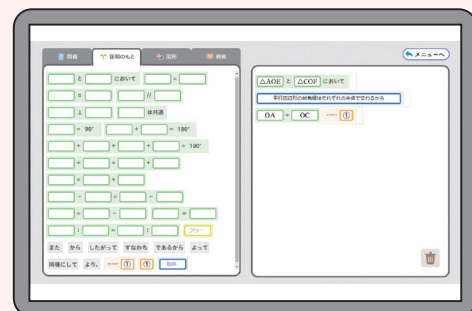 問題
証明のもと
図形
解説
メニューへ
と において =
= //
⊥ は共通
= 90° + = 180°
+ + = 180°
+ = +
= +
- = -
= - =
: = : フリー
また から したがって すなわち であるから よって
同様にして より、 …… ① ①
△AOE と △COF において
平行四辺形の対角線はそれぞれの中点で交わるから
OA = OC …… ①